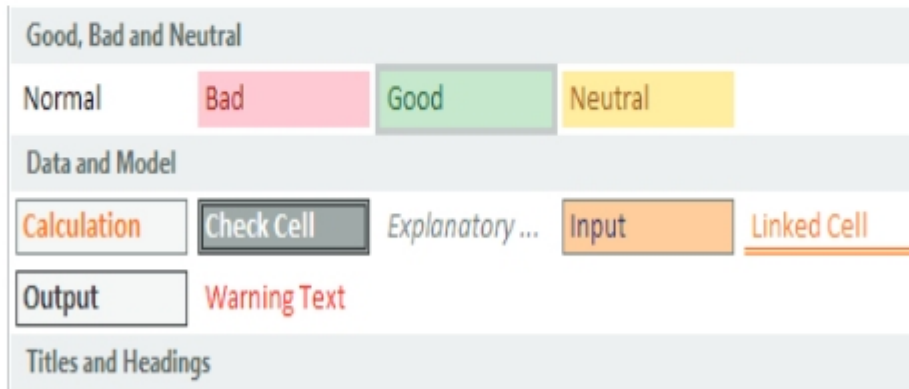 Good, Bad and Neutral
Normal Bad Good Neutral
Data and Model
Calculation Check Cell Explanatory ... Input Linked Cell
Output Warning Text
Titles and Headings